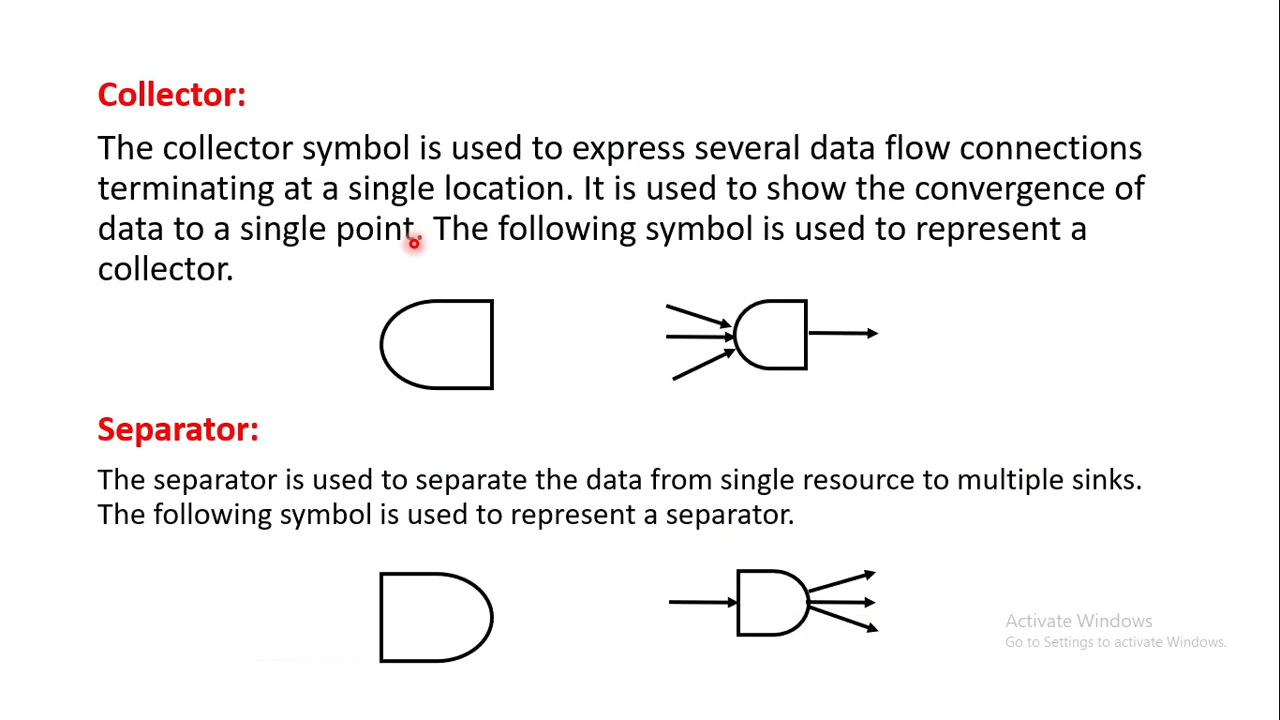 Collector:
The collector symbol is used to express several data flow connections
terminating at a single location. It is used to show the convergence of
data to a single point. The following symbol is used to represent a
collector.
Separator:
The separator is used to separate the data from single resource to multiple sinks.
The following symbol is used to represent a separator.
Activate Windows
Go to Settings to activate Windows.